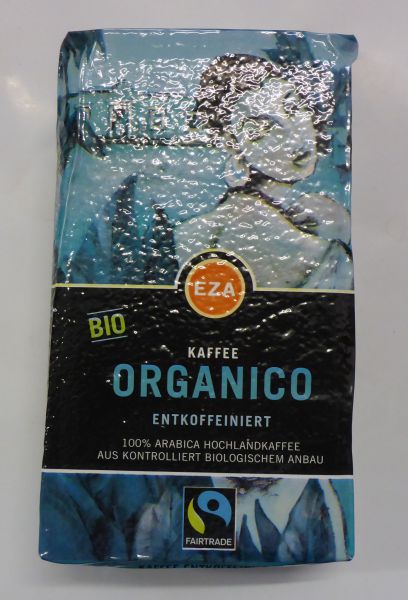 EZA
BIO
KAFFEE
ORGANICO
ENTKOFFEINIERT
100% ARABICA HOCHLANDKAFFEE
AUS KONTROLLIERT BIOLOGISCHEM ANBAU
FAIRTRADE